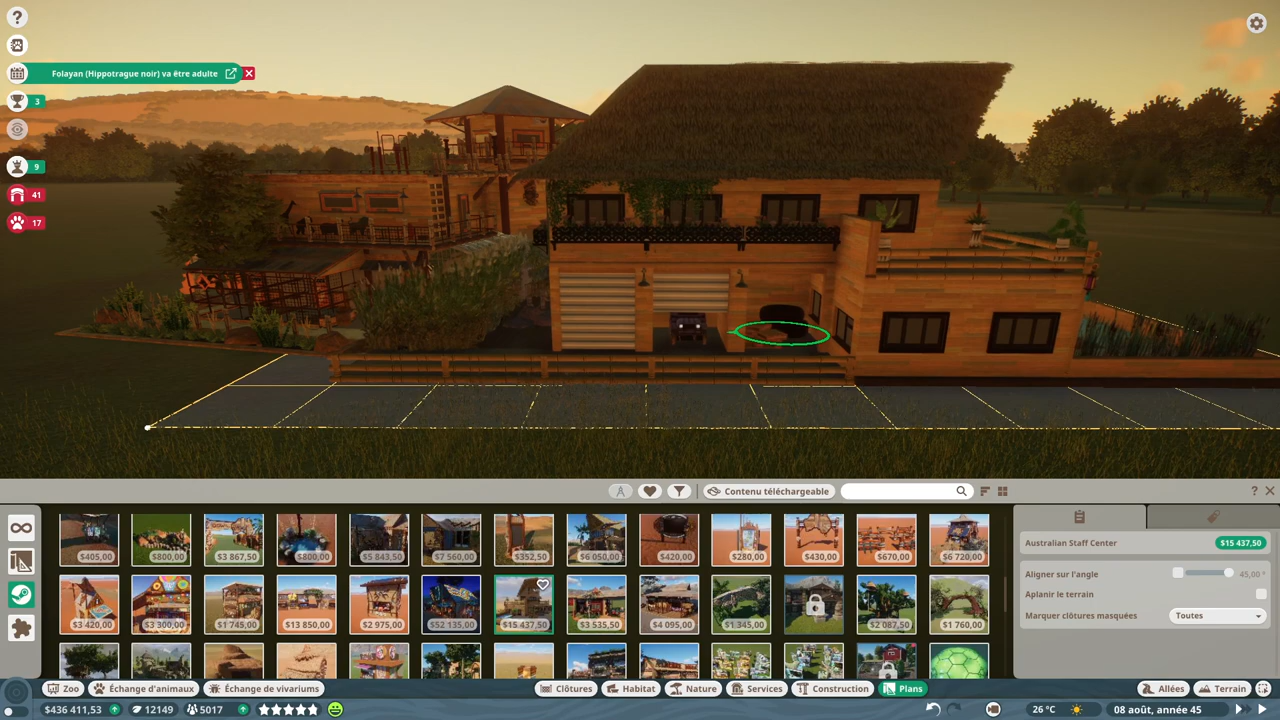 ?
Folayan (Hippotrague noir) va être adulte
3
9
41
17
Contenu téléchargeable
?
$405,00 $800,00 $3 867,50 $800,00 $5 843,50 $7 560,00 $352,50 $6 050,00 $420,00 $280,00 $430,00 $670,00 $6 720,00
$3 420,00 $3 300,00 $1 745,00 $13 850,00 $2 975,00 $52 135,00 $15 437,50 $3 535,50 $4 095,00 $1 345,00 $2 087,50 $1 760,00
Australian Staff Center $15 437,50
Aligner sur l'angle 45,00 °
Aplanir le terrain
Marquer clôtures masquées Toutes
Zoo Échange d'animaux Échange de vivariums Clôtures Habitat Nature Services Construction Plans Allées Terrain
$436 411,53 12149 5017 26 °C 08 août, année 45